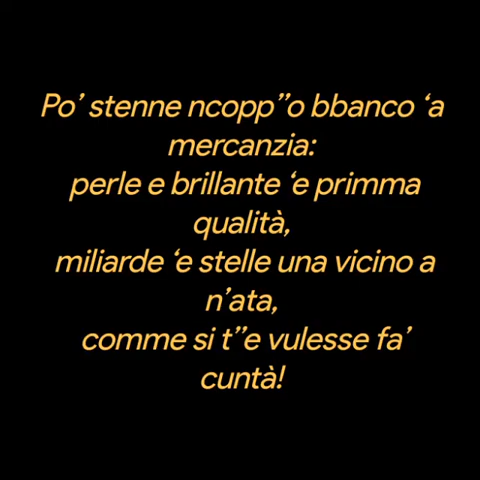 Po’ stenne ncopp”o bbanco ‘a
mercanzia:
perle e brillante ‘e primma
qualità,
miliarde ‘e stelle una vicino a
n’ata,
comme si t”e vulesse fa’
cuntà!